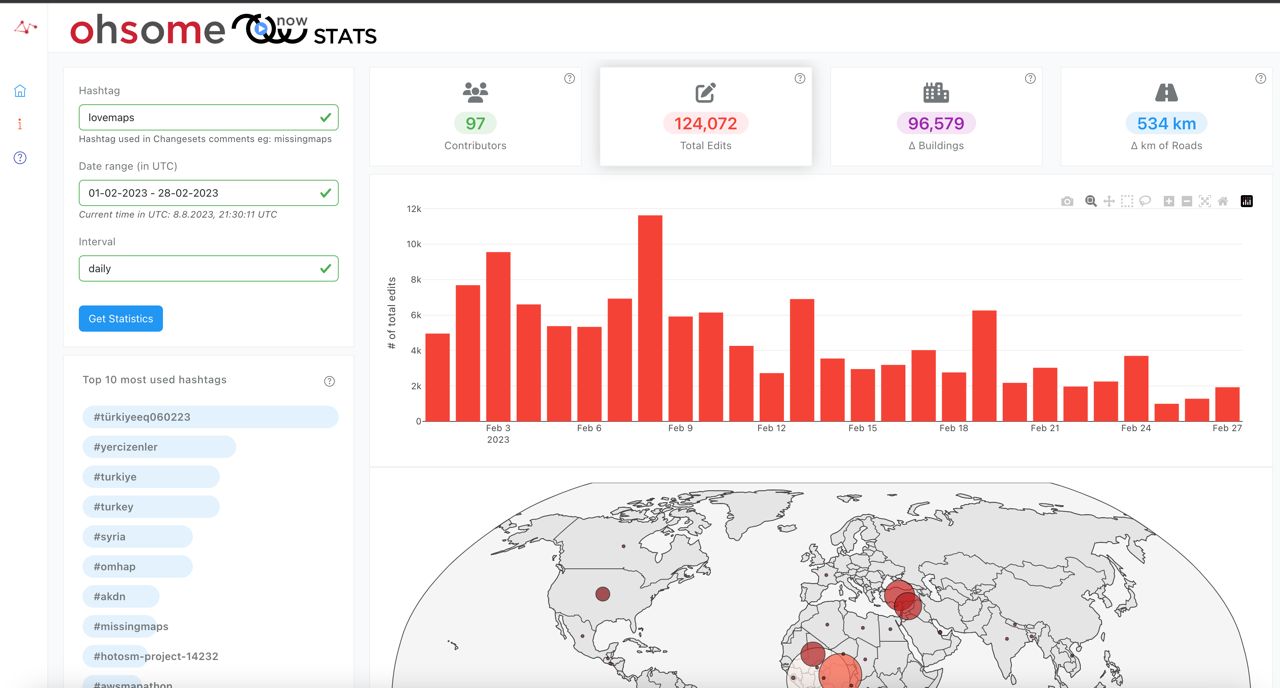 ohsome now STATS
Hashtag
lovemaps
Hashtag used in Changesets comments eg: missingmaps
Date range (in UTC)
01-02-2023 - 28-02-2023
Current time in UTC: 8.8.2023, 21:30:11 UTC
Interval
daily
Get Statistics
Top 10 most used hashtags
#türkiyeeq060223
#yercizenler
#turkiye
#turkey
#syria
#omhap
#akdn
#missingmaps
#hotosm-project-14232
#awsmapathon
97
Contributors
124,072
Total Edits
96,579
Δ Buildings
534 km
Δ km of Roads
# of total edits
12k
10k
8k
6k
4k
2k
0
Feb 3
2023
Feb 6
Feb 9
Feb 12
Feb 15
Feb 18
Feb 21
Feb 24
Feb 27